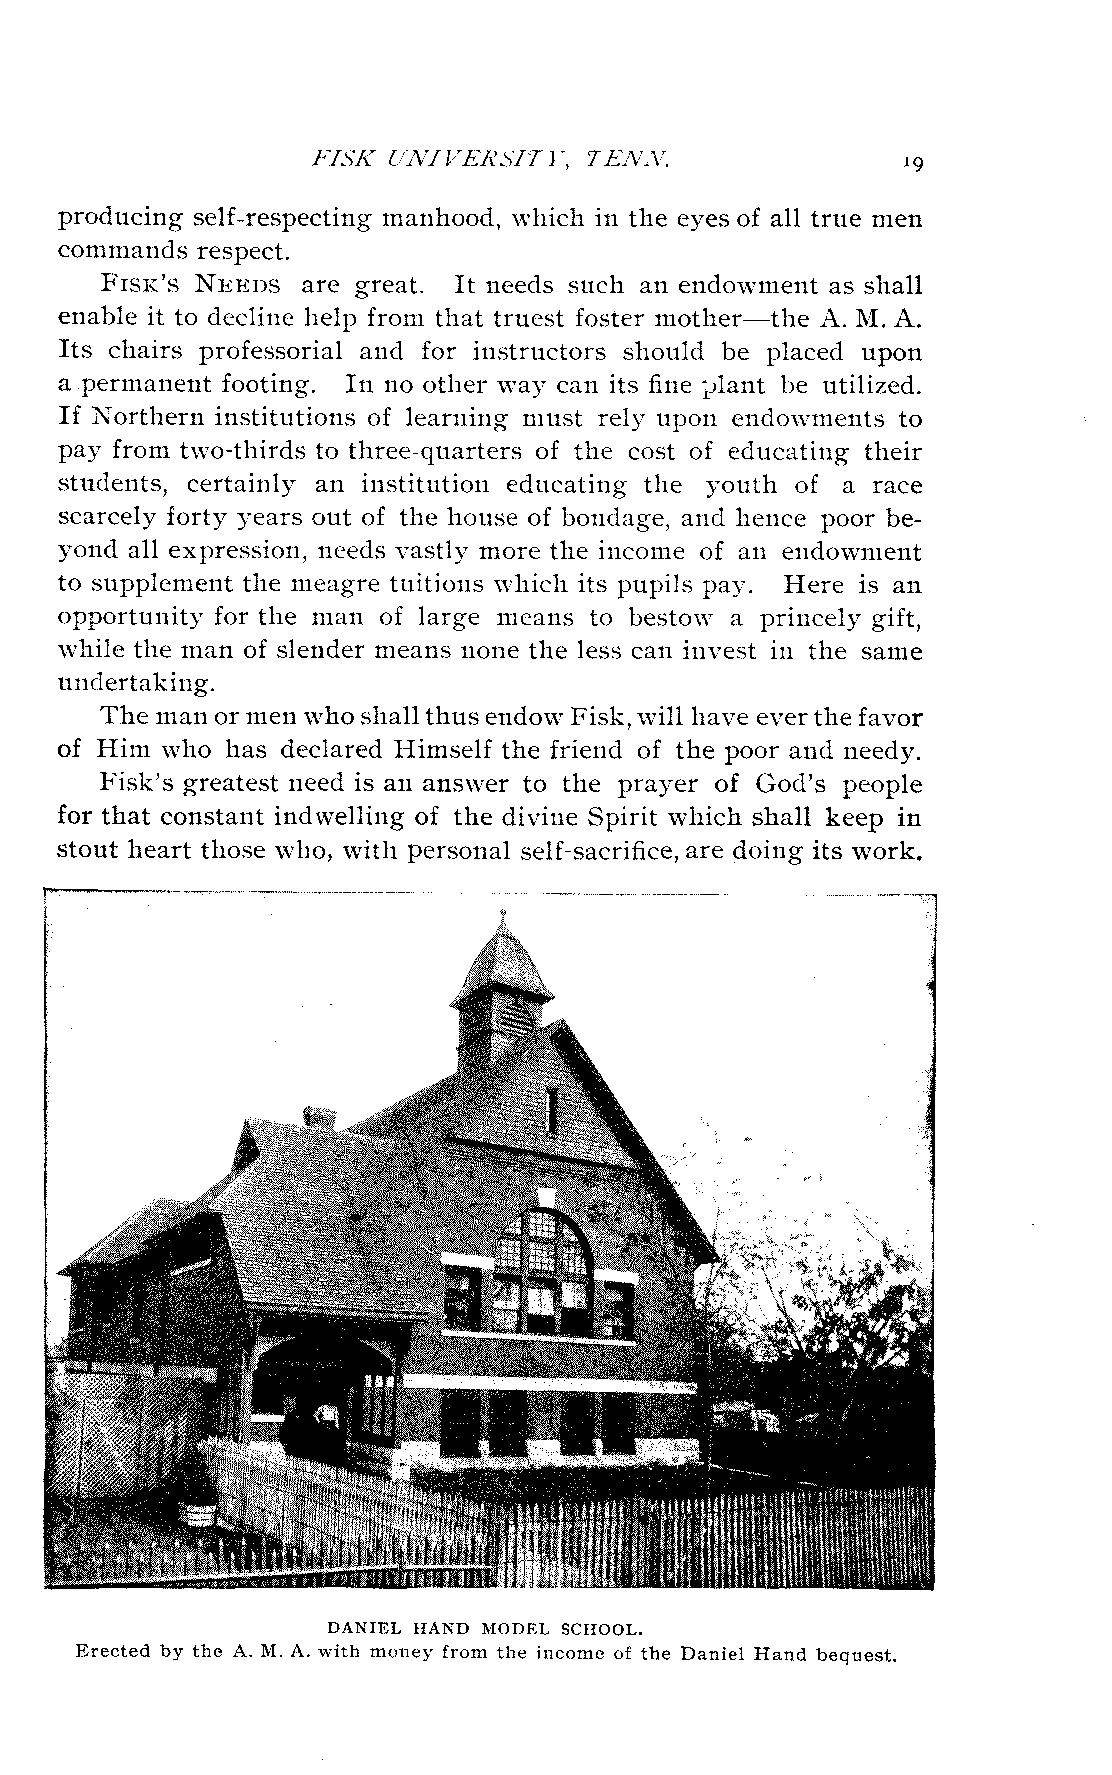 FISK UNIVERSITY, TENN. 19
producing self-respecting manhood, which in the eyes of all true men
commands respect.
FISK'S NEEDS are great. It needs such an endowment as shall
enable it to decline help from that truest foster mother—the A. M. A.
Its chairs professorial and for instructors should be placed upon
a permanent footing. In no other way can its fine plant be utilized.
If Northern institutions of learning must rely upon endowments to
pay from two-thirds to three-quarters of the cost of educating their
students, certainly an institution educating the youth of a race
scarcely forty years out of the house of bondage, and hence poor be-
yond all expression, needs vastly more the income of an endowment
to supplement the meagre tuitions which its pupils pay. Here is an
opportunity for the man of large means to bestow a princely gift,
while the man of slender means none the less can invest in the same
undertaking.
The man or men who shall thus endow Fisk, will have ever the favor
of Him who has declared Himself the friend of the poor and needy.
Fisk's greatest need is an answer to the prayer of God's people
for that constant indwelling of the divine Spirit which shall keep in
stout heart those who, with personal self-sacrifice, are doing its work.
DANIEL HAND MODEL SCHOOL.
Erected by the A. M. A. with money from the income of the Daniel Hand bequest.